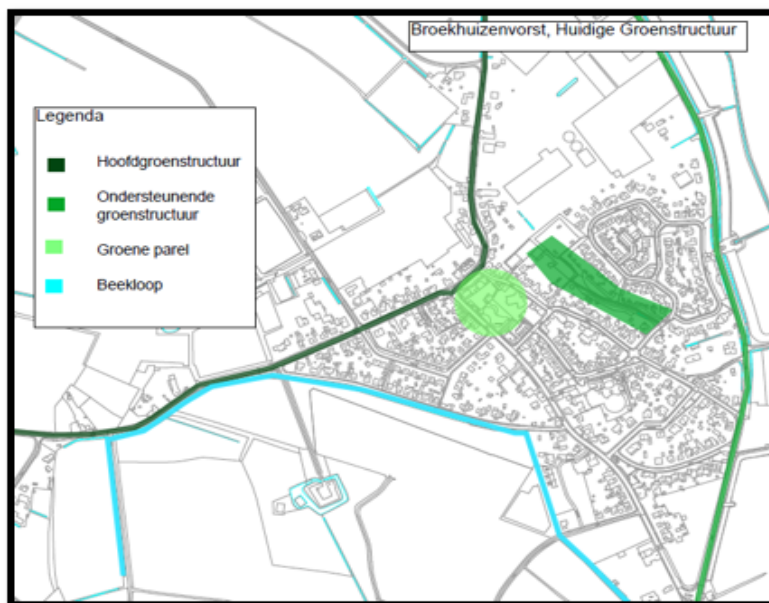 Broekhuizenvorst, Huidige Groenstructuur
Legenda
Hoofdgroenstructuur
Ondersteunende
groenstructuur
Groene parel
Beekloop